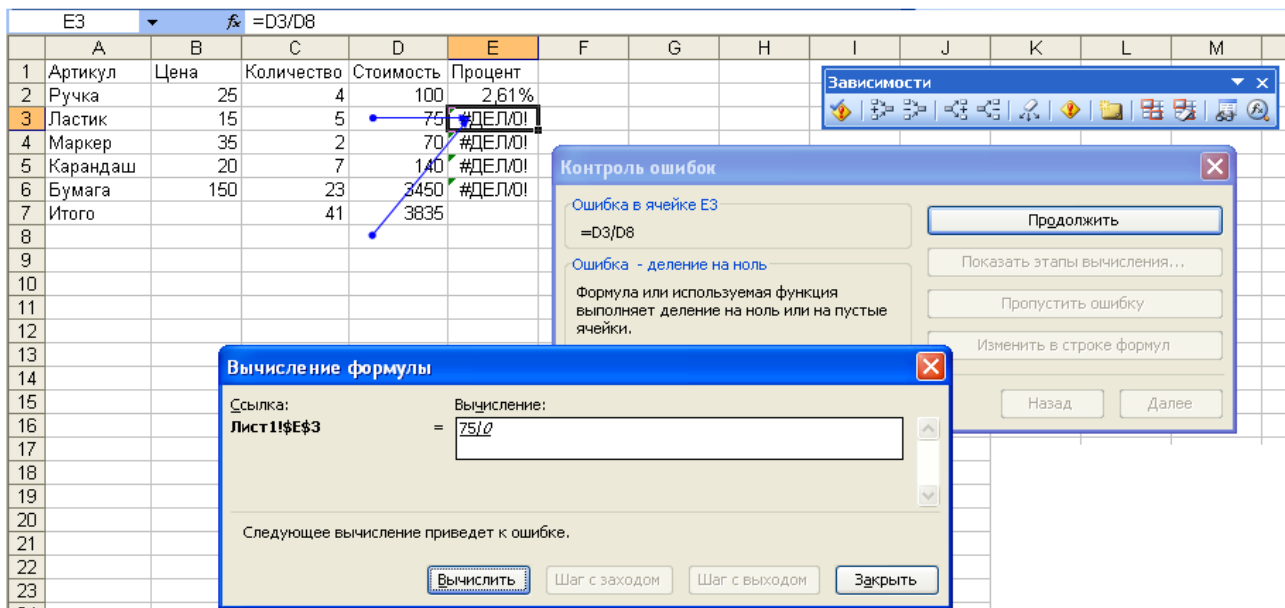 E3 fx =D3/D8
A B C D E F G H I J K L M
1 Артикул Цена Количество Стоимость Процент
2 Ручка 25 4 100 2,61%
3 Ластик 15 5 75 #ДЕЛ/0!
4 Маркер 35 2 70 #ДЕЛ/0!
5 Карандаш 20 7 140 #ДЕЛ/0!
6 Бумага 150 23 3450 #ДЕЛ/0!
7 Итого 41 3835
8
9
10
11
12
13
14
15
16
17
18
19
20
21
22
23
Зависимости
Контроль ошибок
Ошибка в ячейке E3
=D3/D8
Ошибка - деление на ноль
Формула или используемая функция
выполняет деление на ноль или на пустые
ячейки.
Продолжить
Показать этапы вычисления...
Пропустить ошибку
Изменить в строке формул
Назад Далее
Вычисление формулы
Ссылка: Вычисление:
Лист1!$E$3 = 75/0
Следующее вычисление приведет к ошибке.
Вычислить Шаг с заходом Шаг с выходом Закрыть